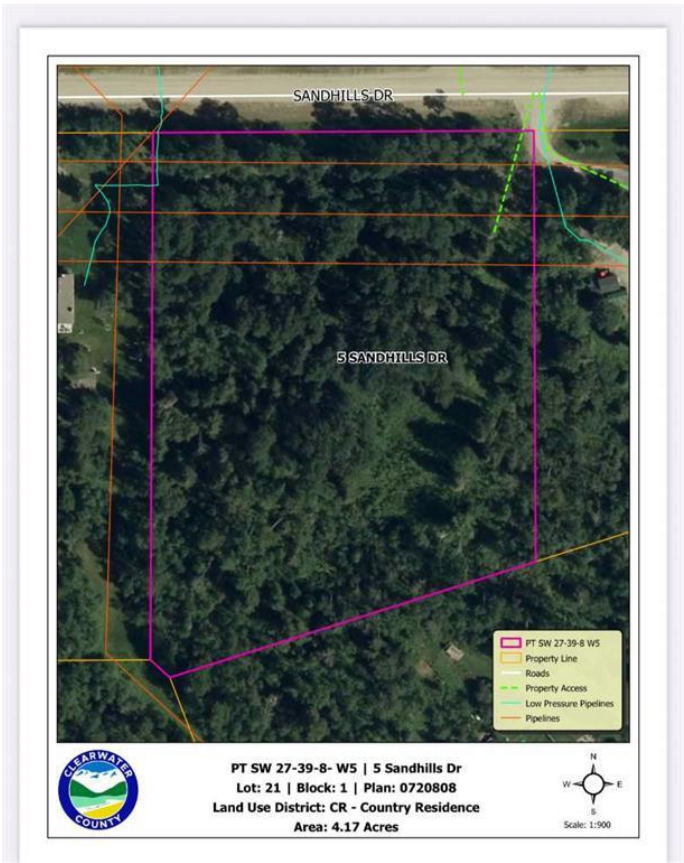 SANDHILLS DR
5 SANDHILLS DR
PT SW 27-39-8 W5
Property Line
Roads
Property Access
Low Pressure Pipelines
Pipelines
CLEARWATER
COUNTY
PT SW 27-39-8- W5 | 5 Sandhills Dr
Lot: 21 | Block: 1 | Plan: 0720808
Land Use District: CR - Country Residence
Area: 4.17 Acres
N
W E
S
Scale: 1:900